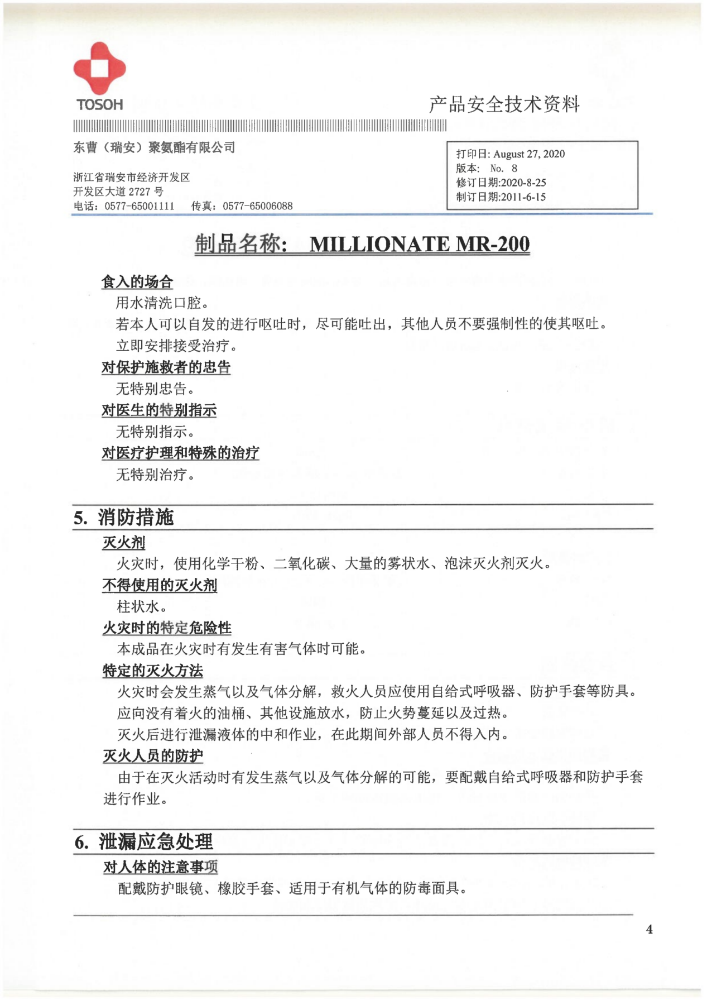 TOSOH
产品安全技术资料
东曹（瑞安）聚氨酯有限公司
浙江省瑞安市经济开发区
开发区大道 2727 号
电话：0577-65001111 传真：0577-65006088
打印日: August 27, 2020
版本: No. 8
修订日期:2020-8-25
制订日期:2011-6-15
制品名称: MILLIONATE MR-200
食入的场合
用水清洗口腔。
若本人可以自发的进行呕吐时，尽可能吐出，其他人员不要强制性的使其呕吐。
立即安排接受治疗。
对保护施救者的忠告
无特别忠告。
对医生的特别指示
无特别指示。
对医疗护理和特殊的治疗
无特别治疗。
5. 消防措施
灭火剂
火灾时，使用化学干粉、二氧化碳、大量的雾状水、泡沫灭火剂灭火。
不得使用的灭火剂
柱状水。
火灾时的特定危险性
本成品在火灾时有发生有害气体时可能。
特定的灭火方法
火灾时会发生蒸气以及气体分解，救火人员应使用自给式呼吸器、防护手套等防具。
应向没有着火的油桶、其他设施放水，防止火势蔓延以及过热。
灭火后进行泄漏液体的中和作业，在此期间外部人员不得入内。
灭火人员的防护
由于在灭火活动时有发生蒸气以及气体分解的可能，要配戴自给式呼吸器和防护手套
进行作业。
6. 泄漏应急处理
对人体的注意事项
配戴防护眼镜、橡胶手套、适用于有机气体的防毒面具。
4